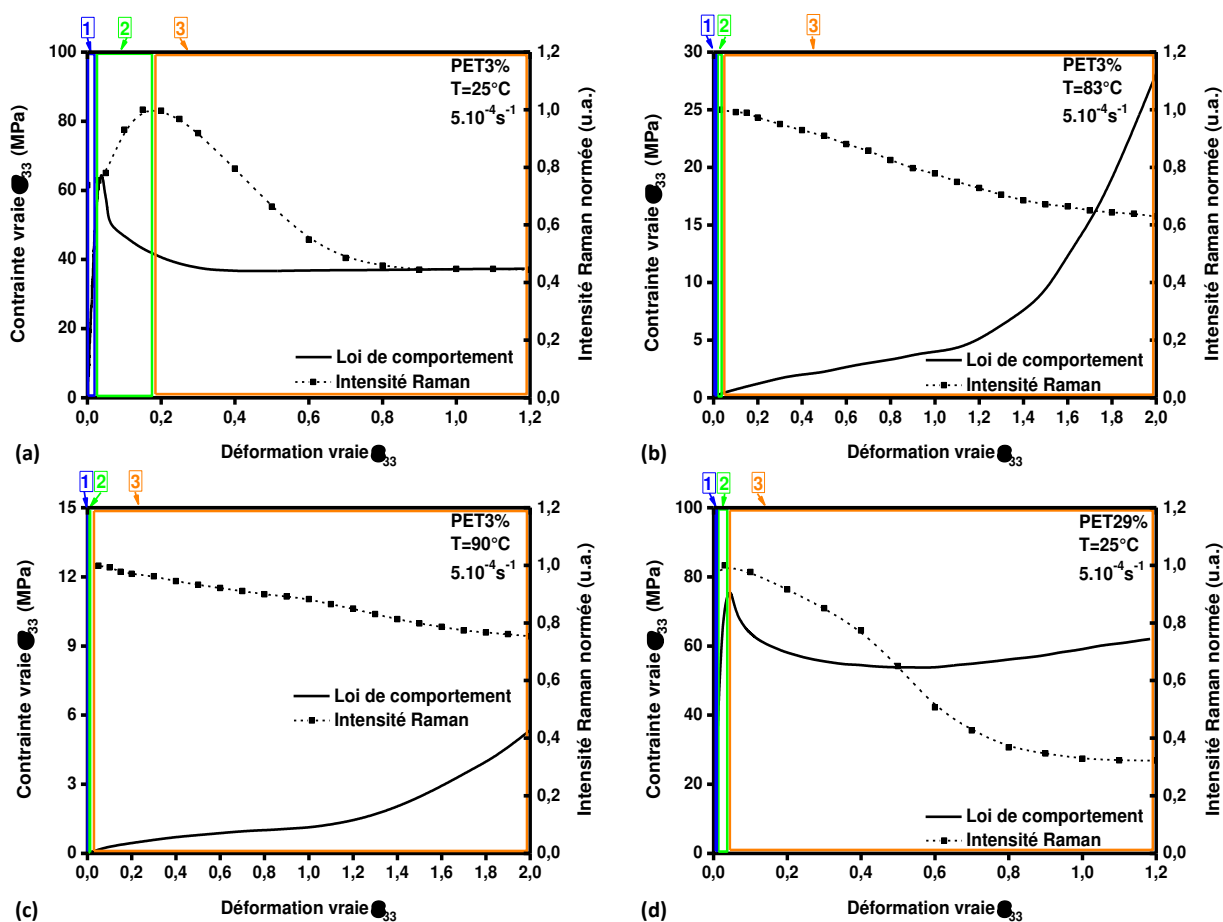 1
2
3
100
80
60
40
20
0
1,2
1,0
0,8
0,6
0,4
0,2
0,0
PET3%
T=25°C
5.10⁻⁴s⁻¹
Loi de comportement
Intensité Raman
Contrainte vraie 33 (MPa)
Intensité Raman normée (u.a.)
0,0 0,2 0,4 0,6 0,8 1,0 1,2
Déformation vraie 33
(a)
1
2
3
30
25
20
15
10
5
0
1,2
1,0
0,8
0,6
0,4
0,2
0,0
PET3%
T=83°C
5.10⁻⁴s⁻¹
Loi de comportement
Intensité Raman
Contrainte vraie 33 (MPa)
Intensité Raman normée (u.a.)
0,0 0,2 0,4 0,6 0,8 1,0 1,2 1,4 1,6 1,8 2,0
Déformation vraie 33
(b)
1
2
3
15
12
9
6
3
0
1,2
1,0
0,8
0,6
0,4
0,2
0,0
PET3%
T=90°C
5.10⁻⁴s⁻¹
Loi de comportement
Intensité Raman
Contrainte vraie 33 (MPa)
Intensité Raman normée (u.a.)
0,0 0,2 0,4 0,6 0,8 1,0 1,2 1,4 1,6 1,8 2,0
Déformation vraie 33
(c)
1
2
3
100
80
60
40
20
0
1,2
1,0
0,8
0,6
0,4
0,2
0,0
PET29%
T=25°C
5.10⁻⁴s⁻¹
Loi de comportement
Intensité Raman
Contrainte vraie 33 (MPa)
Intensité Raman normée (u.a.)
0,0 0,2 0,4 0,6 0,8 1,0 1,2
Déformation vraie 33
(d)